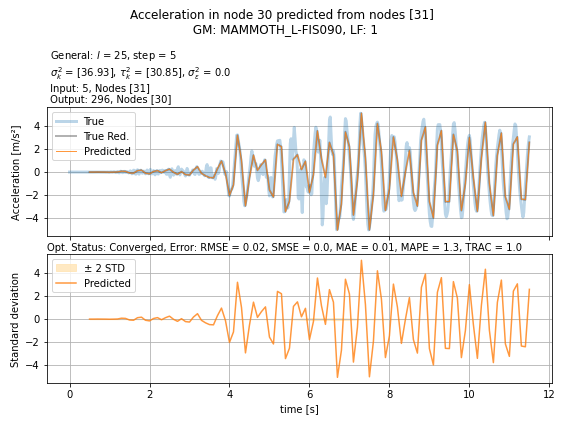 Acceleration in node 30 predicted from nodes [31]
GM: MAMMOTH_L-FIS090, LF: 1
General: l = 25, step = 5
σ²ₖ = [36.93], τ²ₖ = [30.85], σ²ε = 0.0
Input: 5, Nodes [31]
Output: 296, Nodes [30]
Acceleration [m/s²]
4
2
0
−2
−4
True
True Red.
Predicted
Opt. Status: Converged, Error: RMSE = 0.02, SMSE = 0.0, MAE = 0.01, MAPE = 1.3, TRAC = 1.0
Standard deviation
4
2
0
−2
−4
± 2 STD
Predicted
0 2 4 6 8 10 12
time [s]